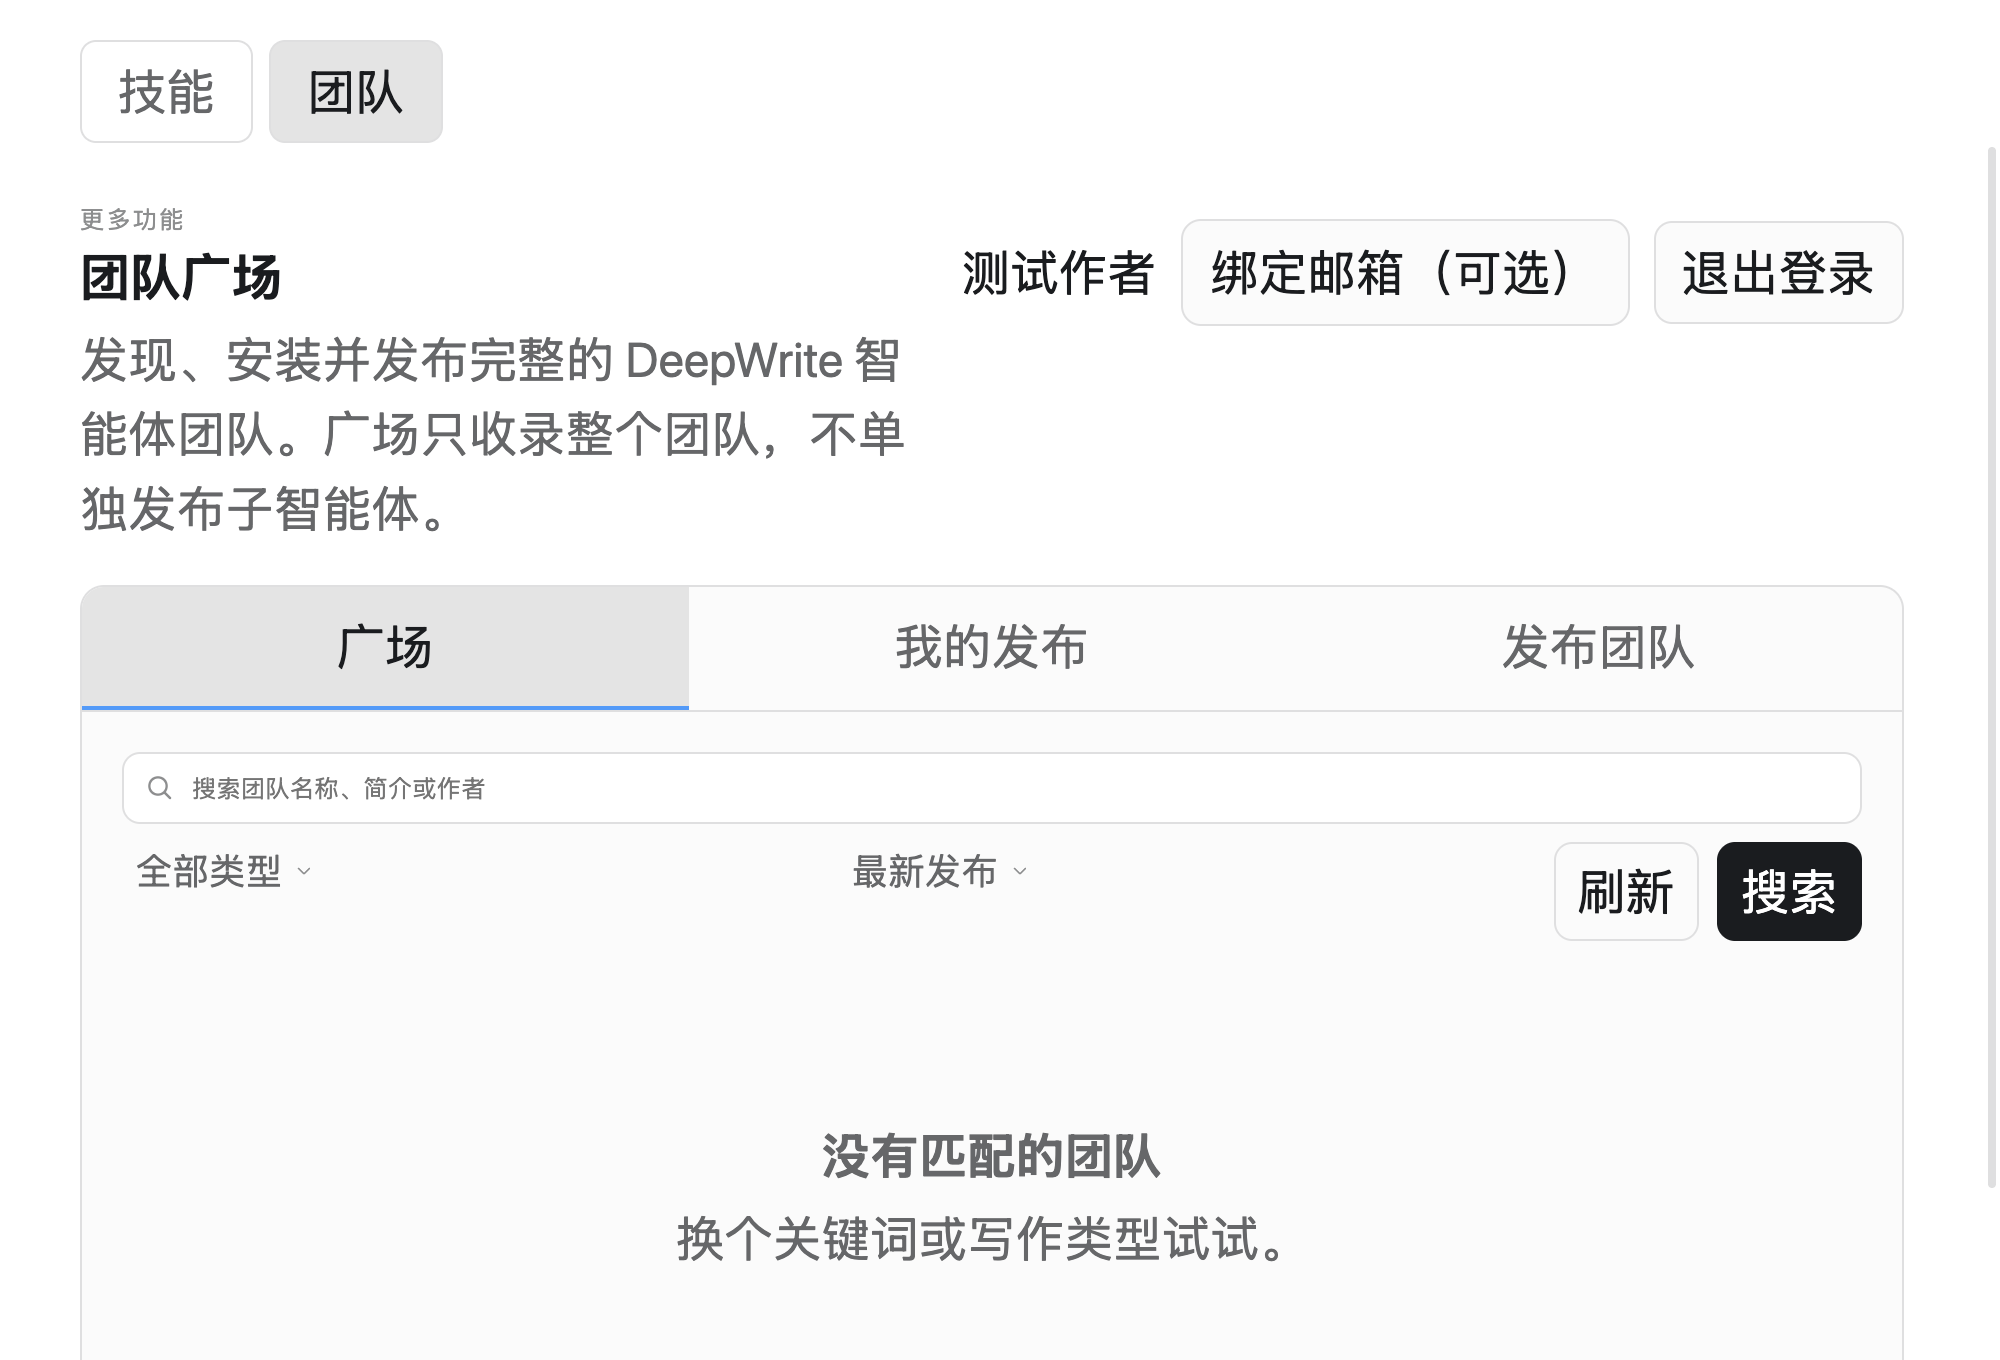 技能
团队
更多功能
团队广场
测试作者
绑定邮箱（可选）
退出登录
发现、安装并发布完整的 DeepWrite 智
能体团队。广场只收录整个团队，不单
独发布子智能体。
广场
我的发布
发布团队
搜索团队名称、简介或作者
全部类型
最新发布
刷新
搜索
没有匹配的团队
换个关键词或写作类型试试。